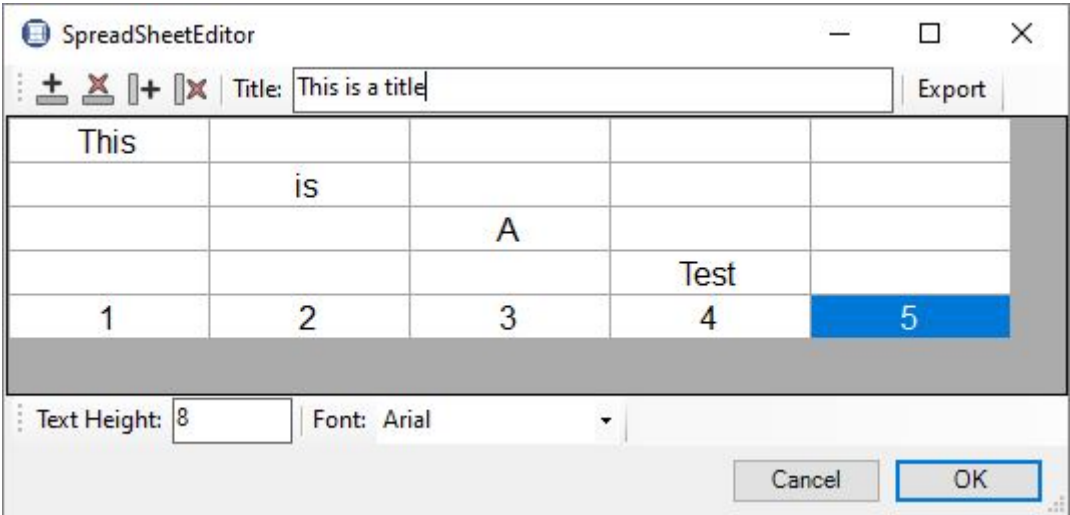 SpreadSheetEditor
Title: This is a title Export
This
is
A
Test
1 2 3 4 5
Text Height: 8 Font: Arial
Cancel OK